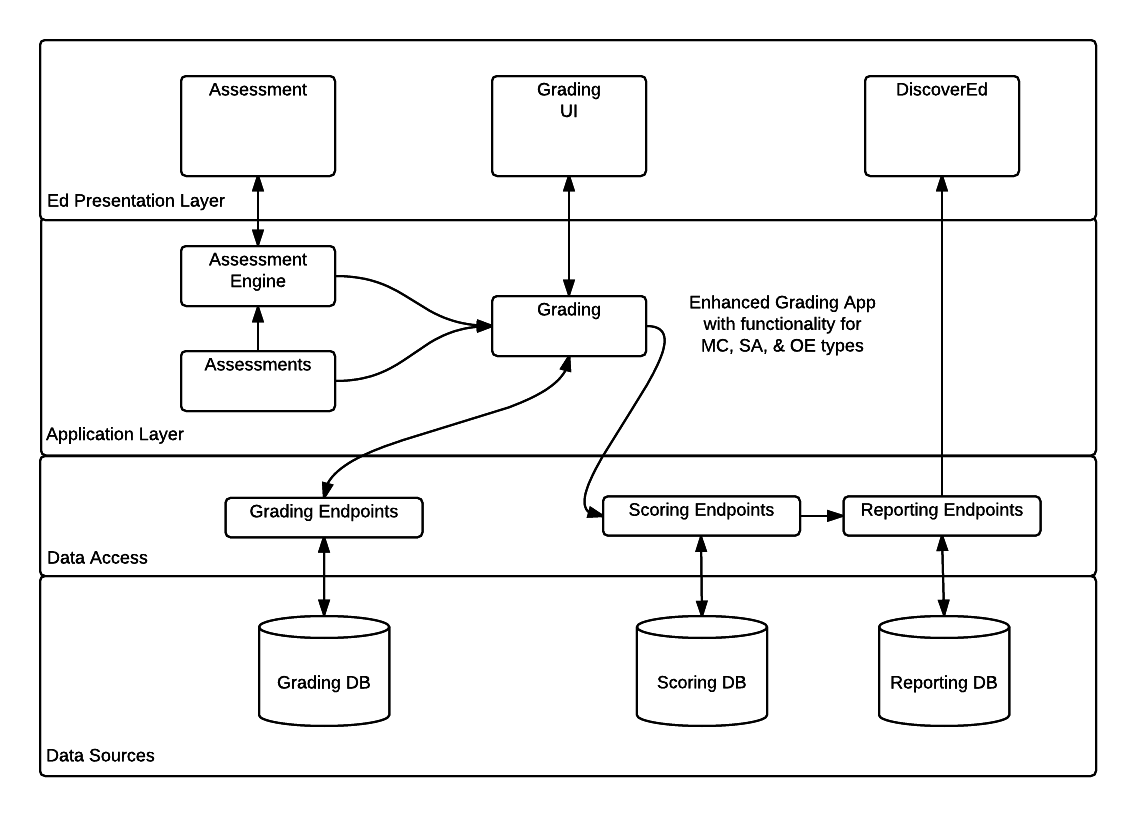 Assessment
Grading
UI
DiscoverEd
Ed Presentation Layer
Assessment
Engine
Assessments
Grading
Enhanced Grading App
with functionality for
MC, SA, & OE types
Application Layer
Grading Endpoints
Scoring Endpoints
Reporting Endpoints
Data Access
Grading DB
Scoring DB
Reporting DB
Data Sources